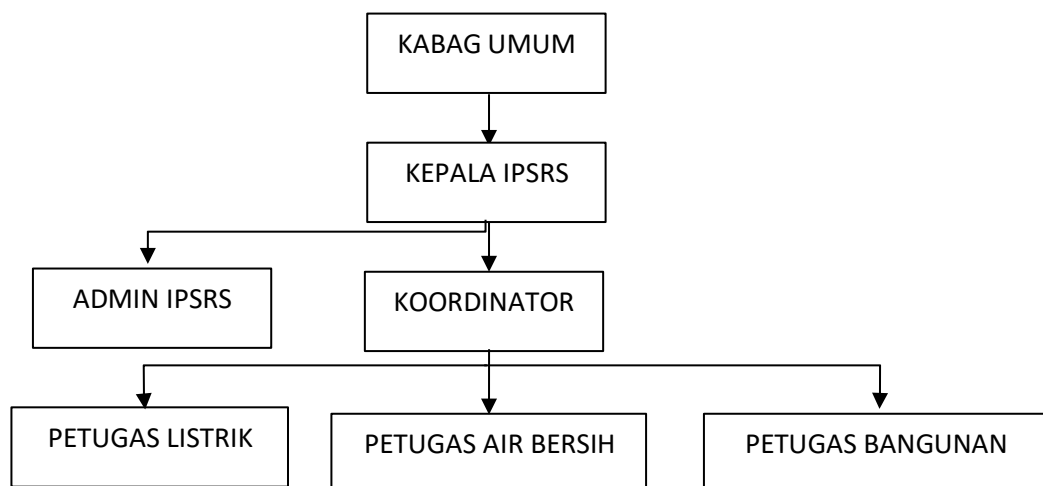 KABAG UMUM
KEPALA IPSRS
ADMIN IPSRS
KOORDINATOR
PETUGAS LISTRIK
PETUGAS AIR BERSIH
PETUGAS BANGUNAN